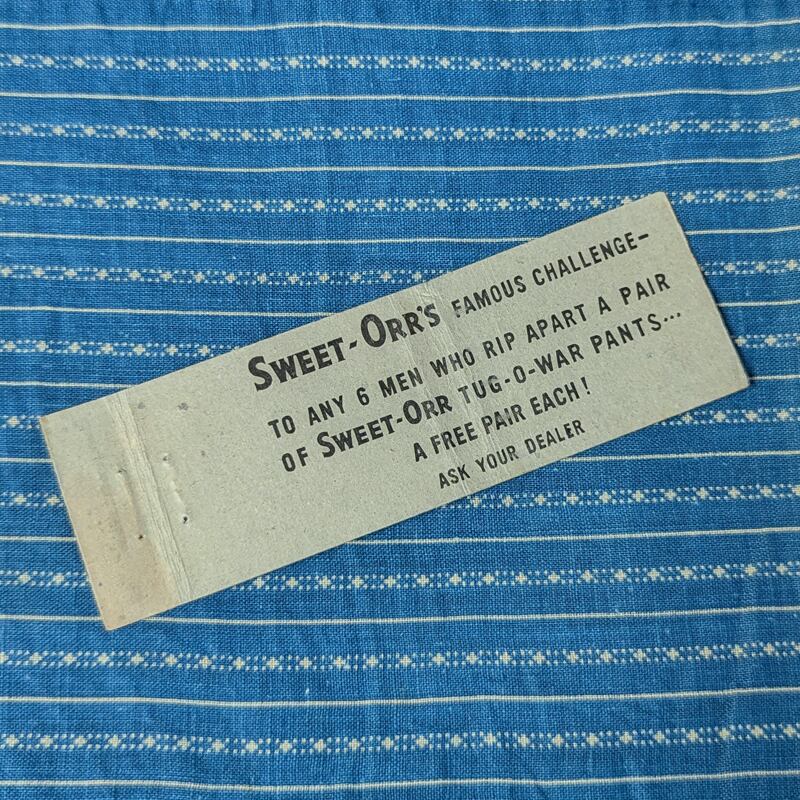 SWEET-ORR'S FAMOUS CHALLENGE-
TO ANY 6 MEN WHO RIP APART A PAIR
OF SWEET-ORR TUG-O-WAR PANTS...
A FREE PAIR EACH!
ASK YOUR DEALER